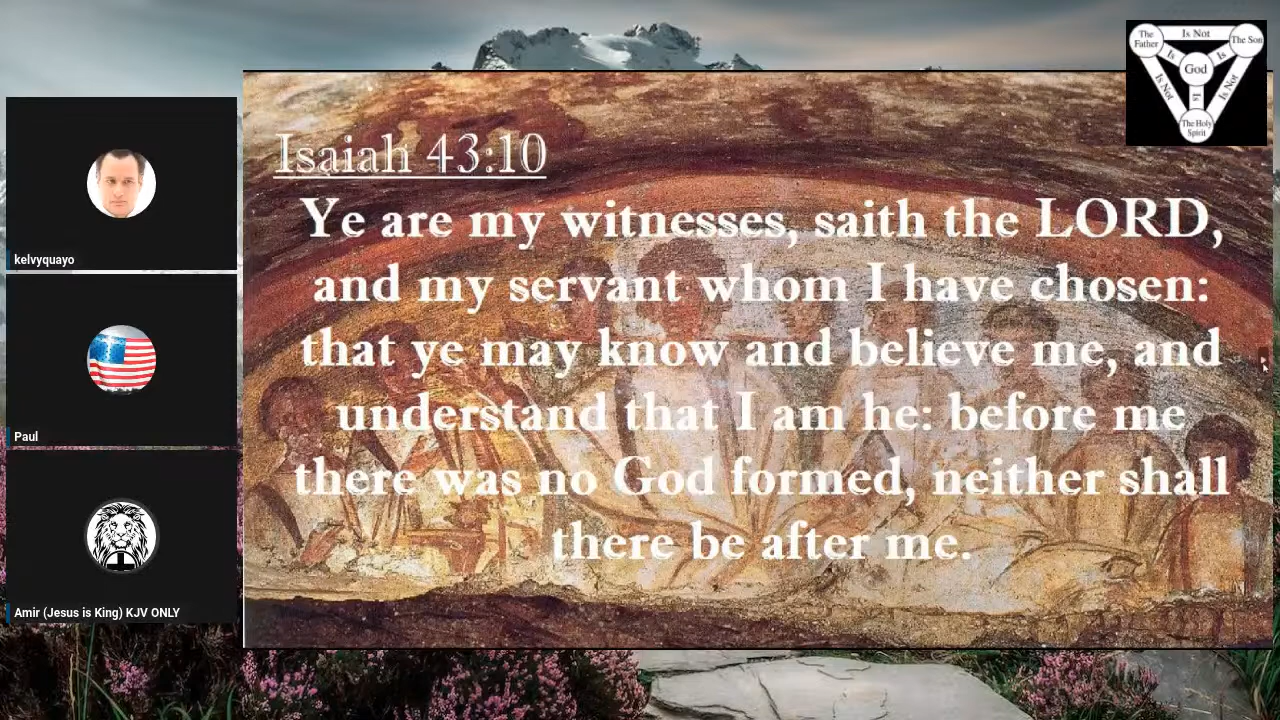 kelvyquayo
Paul
Amir (Jesus is King) KJV ONLY
Isaiah 43:10
Ye are my witnesses, saith the LORD,
and my servant whom I have chosen:
that ye may know and believe me, and
understand that I am he: before me
there was no God formed, neither shall
there be after me.
The
Father
Is Not
The Son
Is
Is
God
Is Not
Is
Is Not
The Holy
Spirit